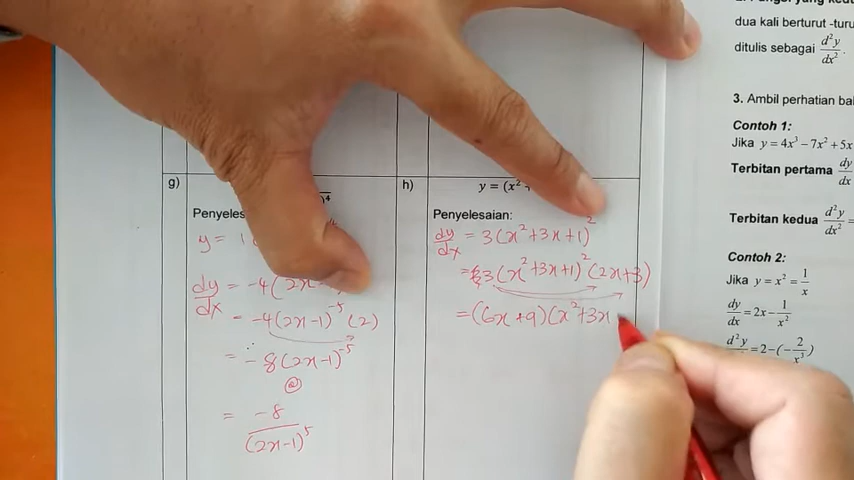 g)
Penyeles
y = 1
dy/dx = -4(2x-
= -4(2x-1)^-5 (2)
= -8(2x-1)^-5
@
= -8/(2x-1)^5
h)
y = (x²
Penyelesaian:
dy/dx = 3(x²+3x+1)²
= 3(x²+3x+1)²(2x+3)
= (6x+9)(x²+3x
dua kali berturut -turu
ditulis sebagai d²y/dx².
3. Ambil perhatian bah
Contoh 1:
Jika y = 4x³ − 7x² + 5x
Terbitan pertama dy/dx
Terbitan kedua d²y/dx²
Contoh 2:
Jika y = x² = 1/x
dy/dx = 2x - 1/x²
= 2 - (-2/x³)